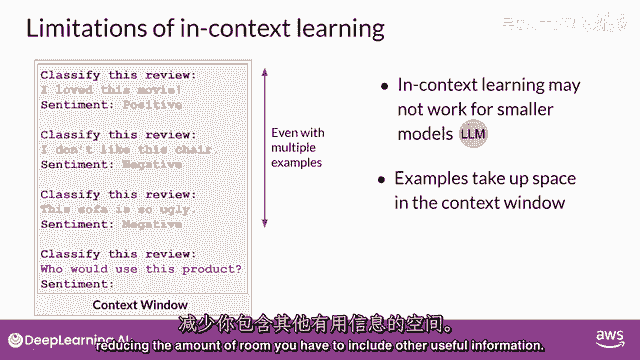 Limitations of in-context learning
Classify this review:
I loved this movie!
Sentiment: Positive
Classify this review:
I don't like this chair.
Sentiment: Negative
Classify this review:
This sofa is so ugly.
Sentiment: Negative
Classify this review:
Who would use this product?
Sentiment:
Context Window
Even with
multiple
examples
• In-context learning may
not work for smaller
models LLM
• Examples take up space
in the context window
减少你包含其他有用信息的空间。
reducing the amount of room you have to include other useful information.
DeepLearning.AI
aws